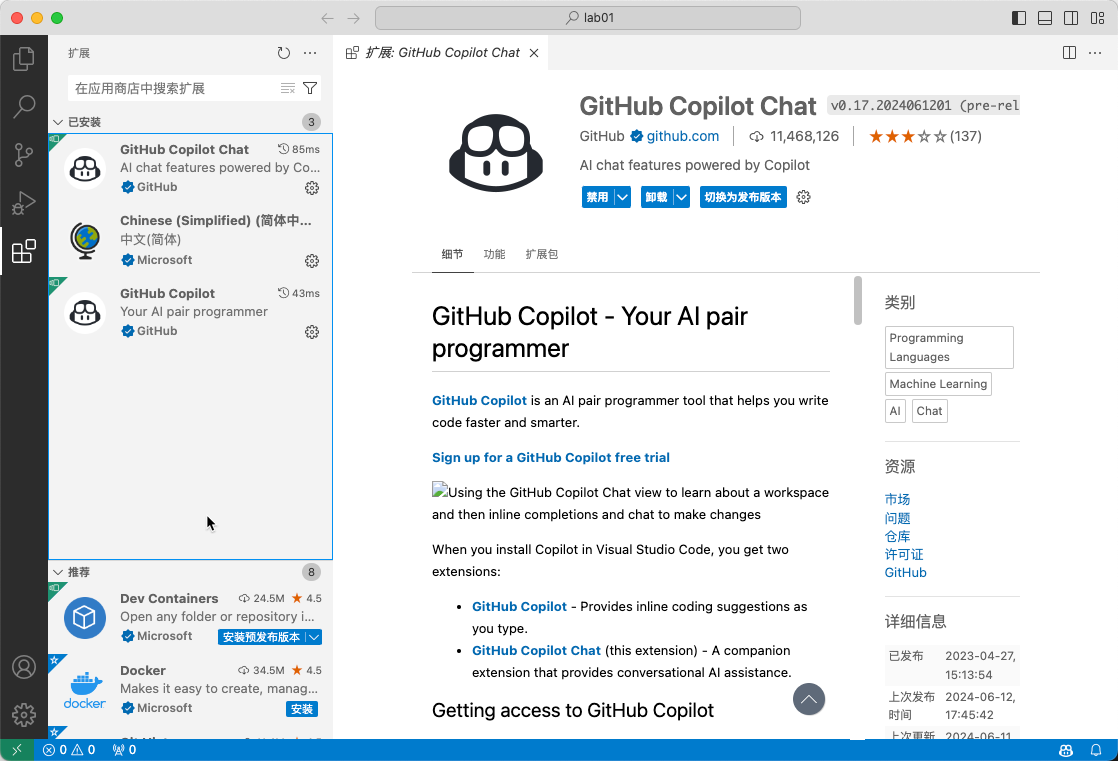 lab01
扩展
扩展: GitHub Copilot Chat
在应用商店中搜索扩展
已安装
3
GitHub Copilot Chat
85ms
AI chat features powered by Co...
GitHub
Chinese (Simplified) (简体中...
中文(简体)
Microsoft
GitHub Copilot
43ms
Your AI pair programmer
GitHub
推荐
8
Dev Containers
24.5M
4.5
Open any folder or repository i...
Microsoft
安装预发布版本
Docker
34.5M
4.5
Makes it easy to create, manag...
Microsoft
安装
docker
GitHub Copilot Chat
v0.17.2024061201 (pre-rel
GitHub
github.com
11,468,126
(137)
AI chat features powered by Copilot
禁用
卸载
切换为发布版本
细节
功能
扩展包
GitHub Copilot - Your AI pair
programmer
GitHub Copilot is an AI pair programmer tool that helps you write
code faster and smarter.
Sign up for a GitHub Copilot free trial
Using the GitHub Copilot Chat view to learn about a workspace
and then inline completions and chat to make changes
When you install Copilot in Visual Studio Code, you get two
extensions:
• GitHub Copilot - Provides inline coding suggestions as
you type.
• GitHub Copilot Chat (this extension) - A companion
extension that provides conversational AI assistance.
Getting access to GitHub Copilot
类别
Programming
Languages
Machine Learning
AI
Chat
资源
市场
问题
仓库
许可证
GitHub
详细信息
已发布
2023-04-27,
15:13:54
上次发布
时间
2024-06-12,
17:45:42
上次更新
2024-06-11,
0
0
0